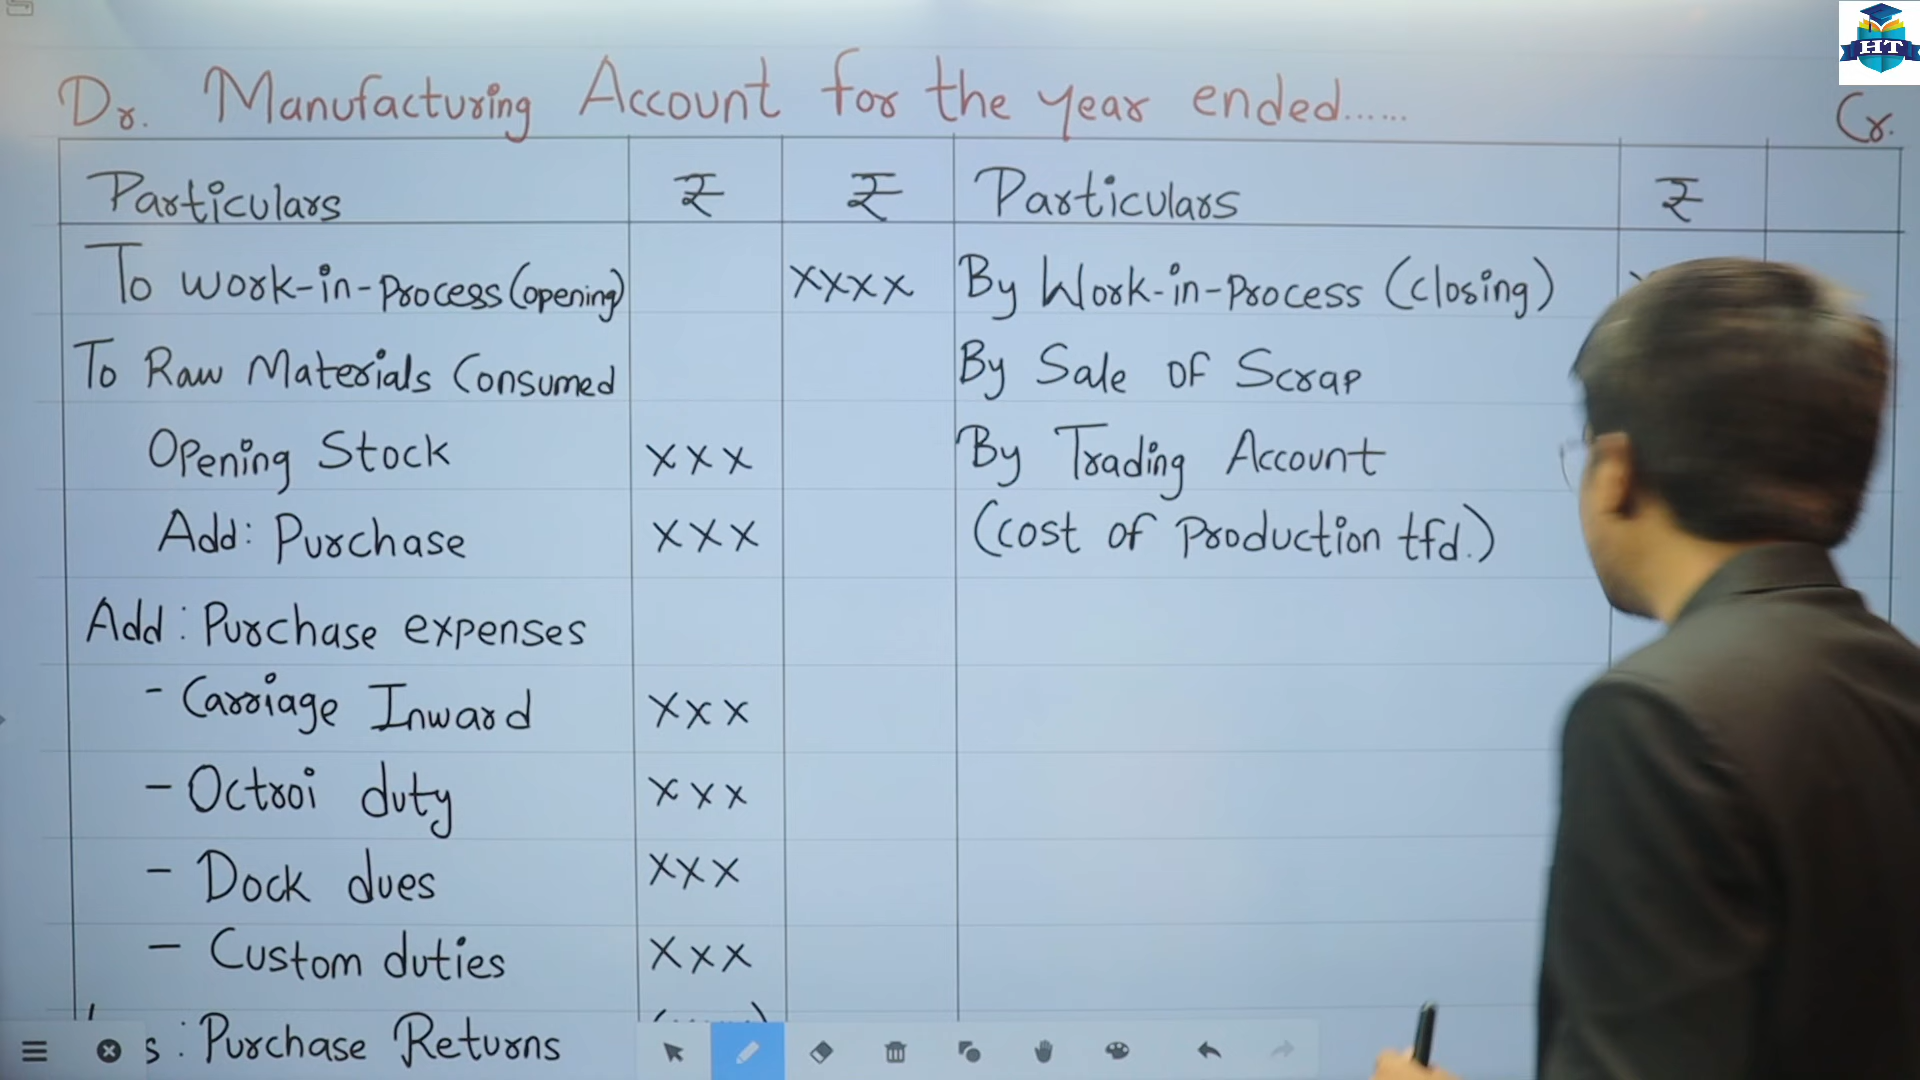 HT
Dr. Manufacturing Account for the year ended...... Cr.
Particulars ₹ ₹ Particulars ₹
To work-in-process (opening) xxxx By Work-in-process (closing)
To Raw Materials Consumed By Sale of Scrap
Opening Stock xxx By Trading Account
Add: Purchase xxx (cost of production tfd.)
Add: Purchase expenses
- Carriage Inward xxx
- Octroi duty xxx
- Dock dues xxx
- Custom duties xxx
s: Purchase Returns